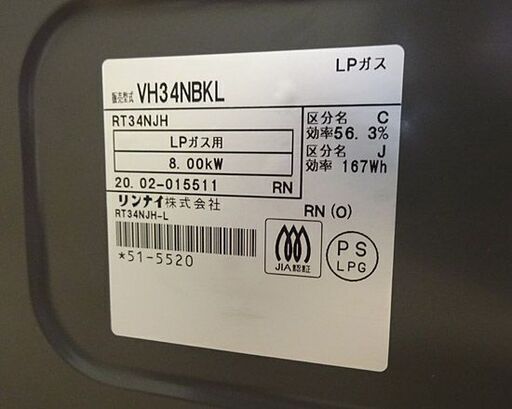 LPガス
販売型式 VH34NBKL
RT34NJH
LPガス用
8.00kW
20.02-015511 RN
区分名 C
効率56.3%
区分名 J
効率 167Wh
リンナイ株式会社
RT34NJH-L
*51-5520
RN(O)
JIA認証
PS
LPG